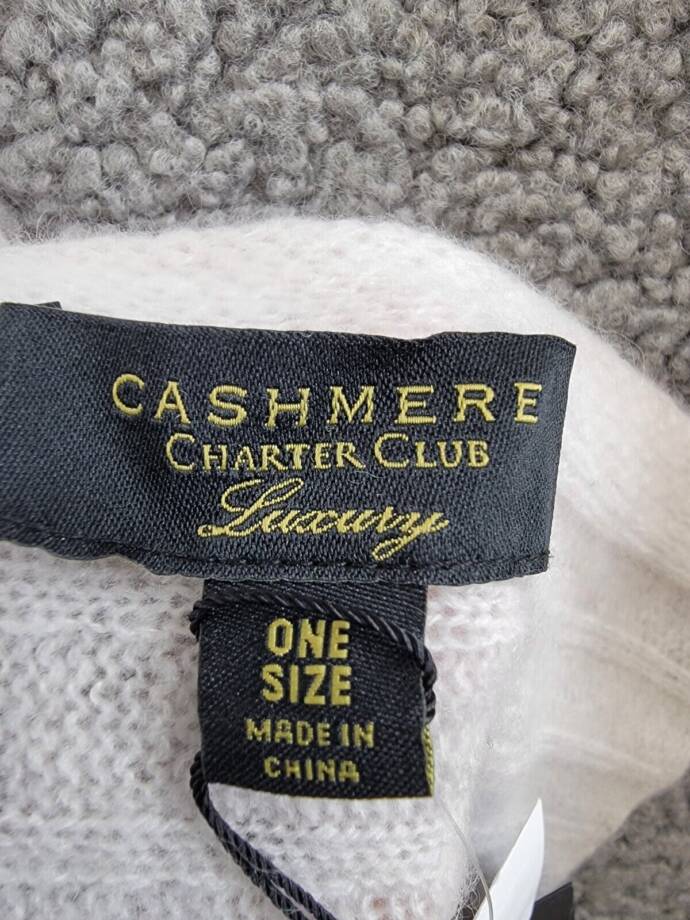 CASHMERE
CHARTER CLUB
Luxury
ONE
SIZE
MADE IN
CHINA